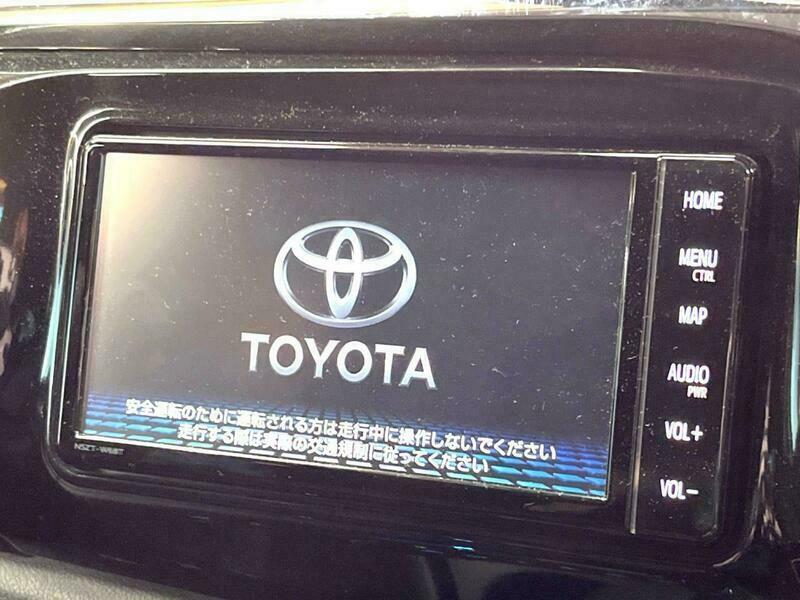 TOYOTA
安全運転のために運転される方は走行中に操作しないでください
走行する際は実際の交通規制に従ってください
NSZT-W68T
HOME
MENU
CTRL
MAP
AUDIO
PWR
VOL+
VOL-